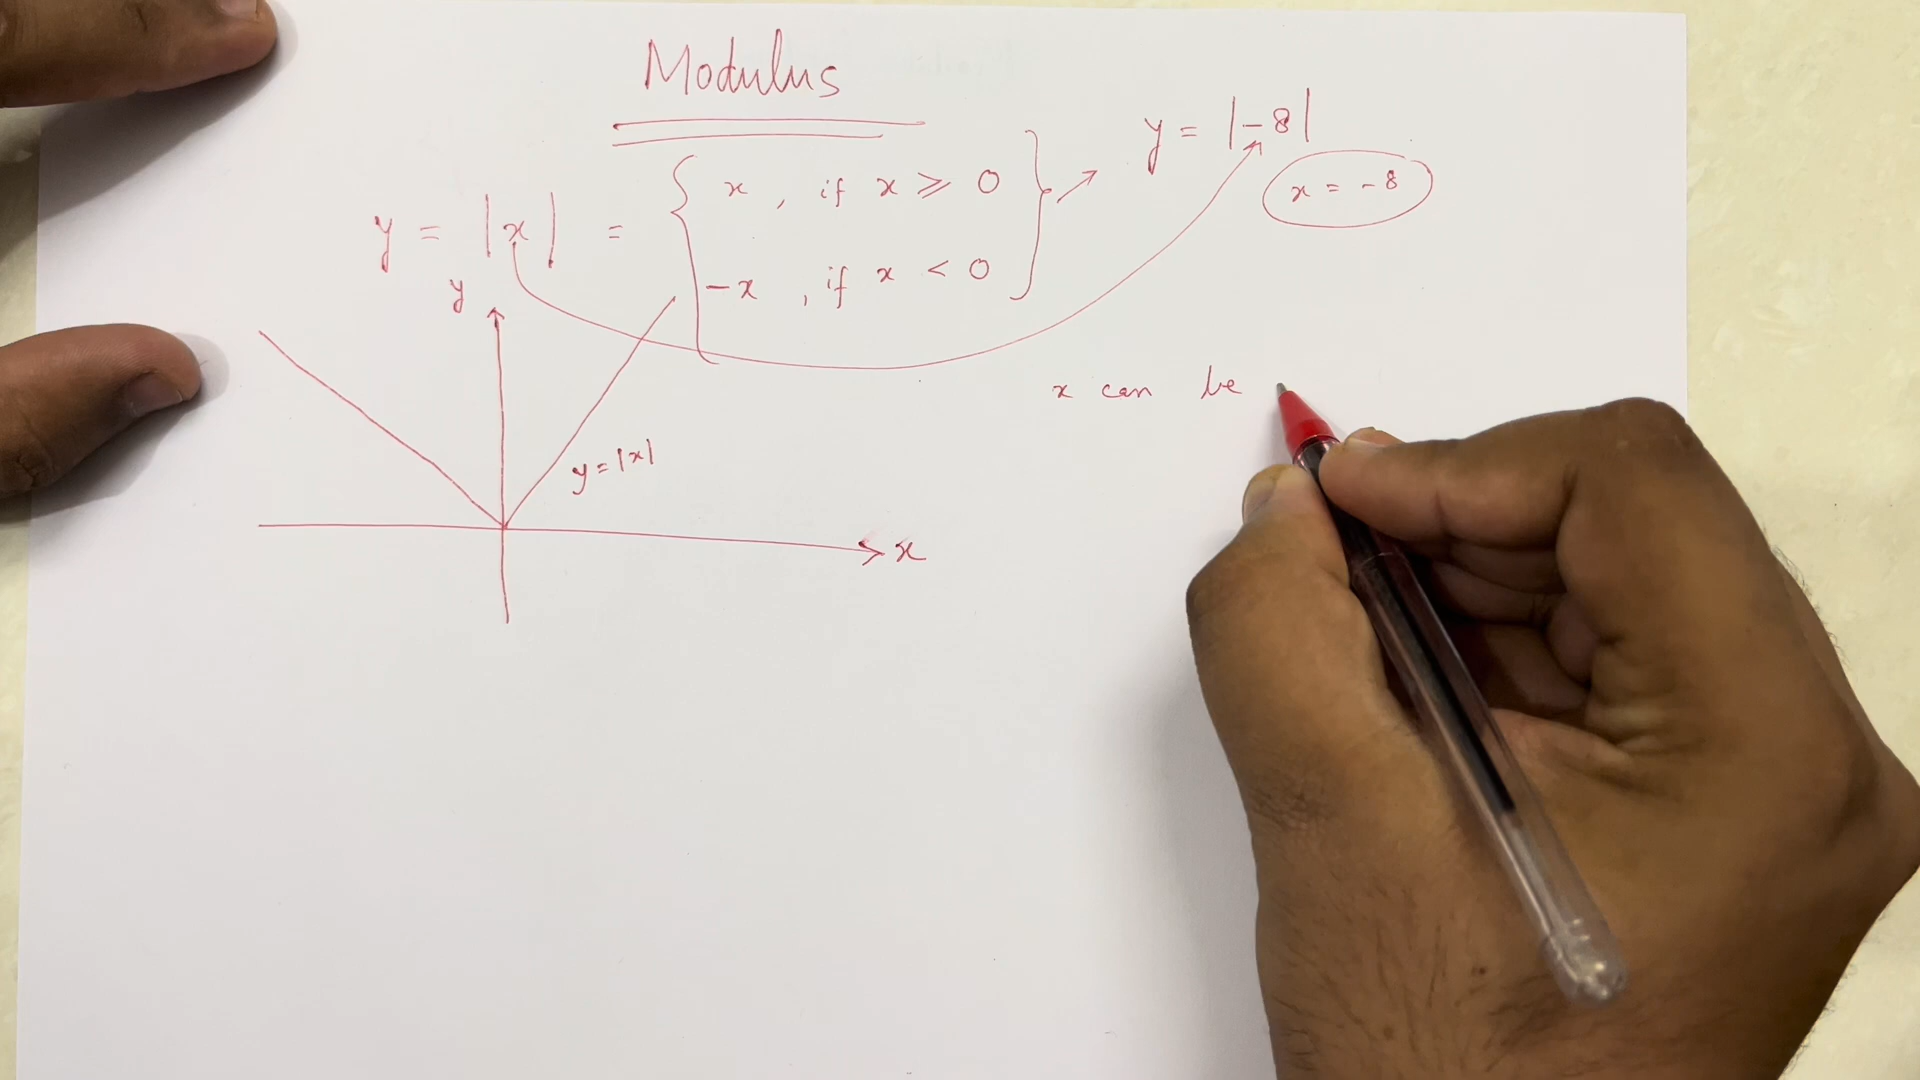 Modulus
y = |x| = { x , if x ⩾ 0
-x , if x < 0 }
y = |-8|
x = -8
y
y = |x|
x
x can be